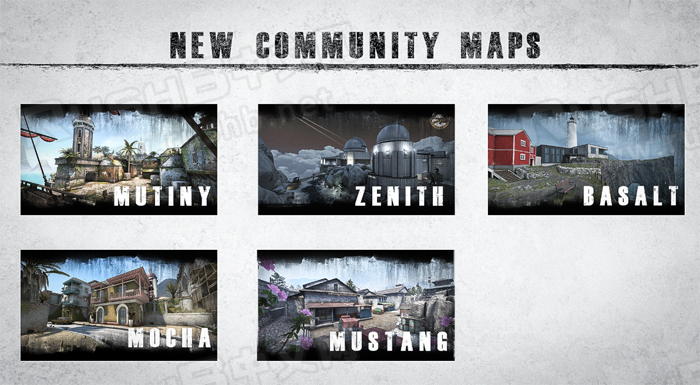 NEW COMMUNITY MAPS
MUTINY
ZENITH
BASALT
MOCHA
MUSTANG